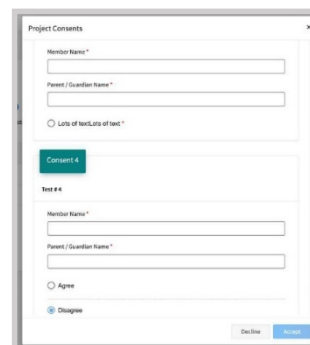 Project Consents
Member Name *
Parent / Guardian Name *
Lots of textLots of text *
Consent 4
Test # 4
Member Name *
Parent / Guardian Name *
Agree
Disagree
Decline
Accept